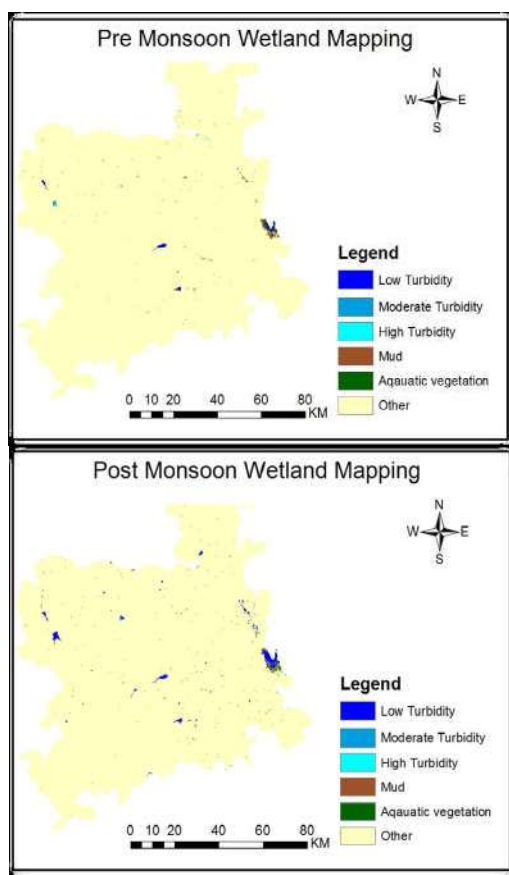 Pre Monsoon Wetland Mapping
N
W E
S
Legend
Low Turbidity
Moderate Turbidity
High Turbidity
Mud
Aqauatic vegetation
Other
0 10 20 40 60 80
KM
Post Monsoon Wetland Mapping
N
W E
S
Legend
Low Turbidity
Moderate Turbidity
High Turbidity
Mud
Aqauatic vegetation
Other
0 10 20 40 60 80
KM